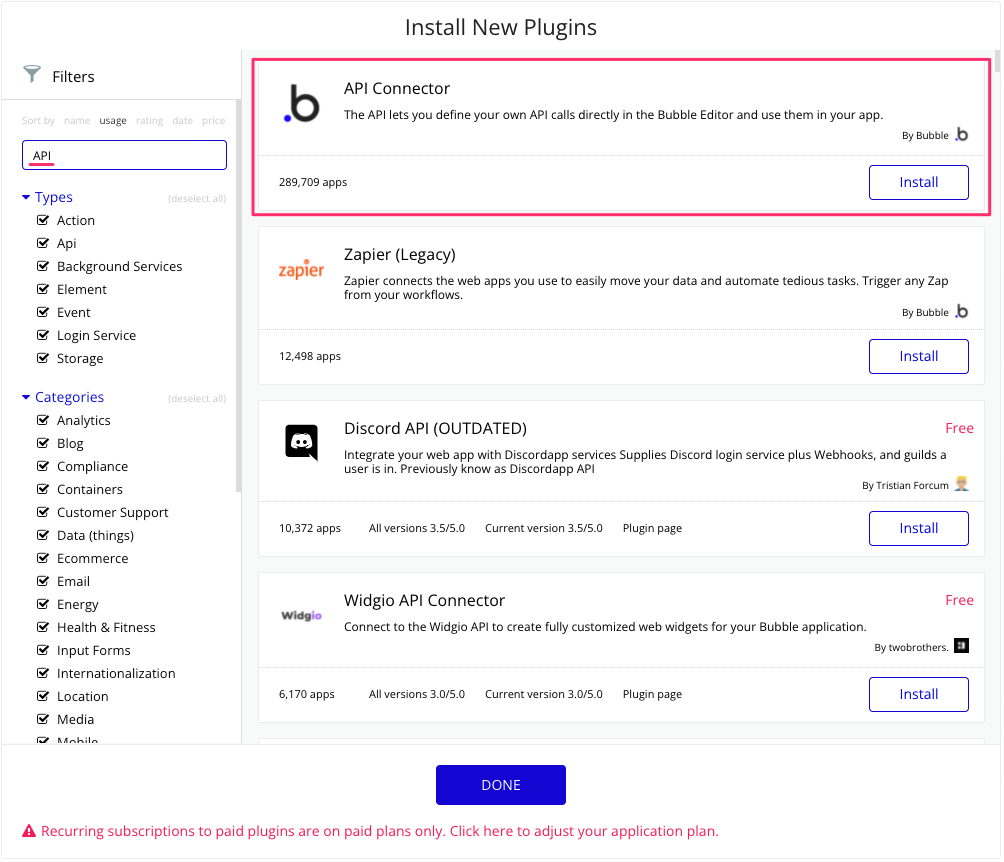 Install New Plugins
Filters
Sort by name usage rating date price
API
Types (deselect all)
Action
Api
Background Services
Element
Event
Login Service
Storage
Categories (deselect all)
Analytics
Blog
Compliance
Containers
Customer Support
Data (things)
Ecommerce
Email
Energy
Health & Fitness
Input Forms
Internationalization
Location
Media
Mobile
b
API Connector
The API lets you define your own API calls directly in the Bubble Editor and use them in your app.
By Bubble b
289,709 apps
Install
zapier
Zapier (Legacy)
Zapier connects the web apps you use to easily move your data and automate tedious tasks. Trigger any Zap
from your workflows.
By Bubble b
12,498 apps
Install
Discord API (OUTDATED)
Free
Integrate your web app with Discordapp services Supplies Discord login service plus Webhooks, and guilds a
user is in. Previously know as Discordapp API
By Tristian Forcum
10,372 apps All versions 3.5/5.0 Current version 3.5/5.0 Plugin page
Install
Widgio
Widgio API Connector
Free
Connect to the Widgio API to create fully customized web widgets for your Bubble application.
By twobrothers.
6,170 apps All versions 3.0/5.0 Current version 3.0/5.0 Plugin page
Install
DONE
Recurring subscriptions to paid plugins are on paid plans only. Click here to adjust your application plan.